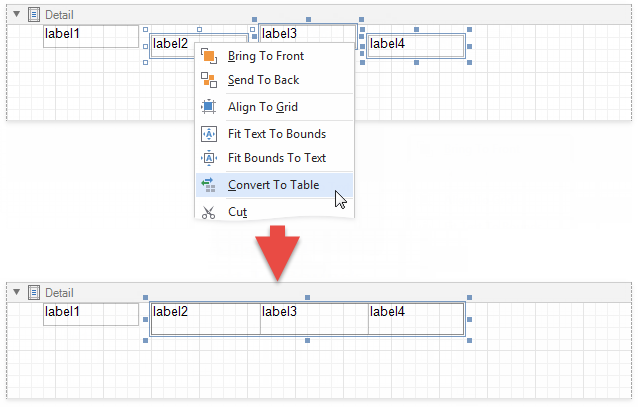 Detail
label1
label2
label3
label4
Bring To Front
Send To Back
Align To Grid
Fit Text To Bounds
Fit Bounds To Text
Convert To Table
Cut
Detail
label1
label2
label3
label4